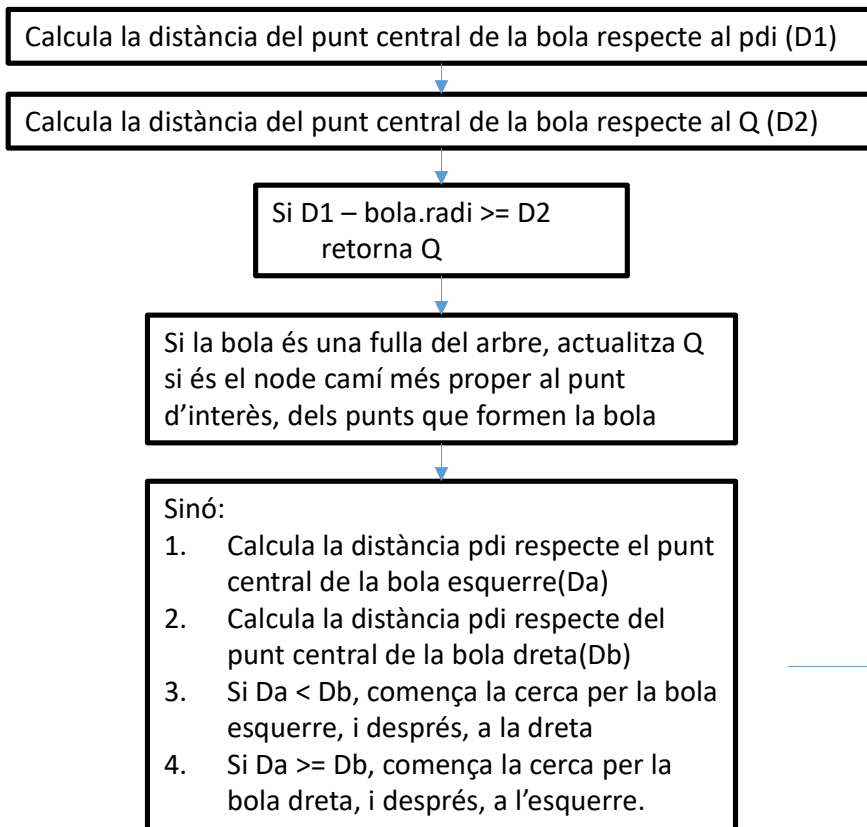 Calcula la distància del punt central de la bola respecte al pdi (D1)
Calcula la distància del punt central de la bola respecte al Q (D2)
Si D1 – bola.radi >= D2
retorna Q
Si la bola és una fulla del arbre, actualitza Q
si és el node camí més proper al punt
d’interès, dels punts que formen la bola
Sinó:
1. Calcula la distància pdi respecte el punt
central de la bola esquerre(Da)
2. Calcula la distància pdi respecte del
punt central de la bola dreta(Db)
3. Si Da < Db, comença la cerca per la bola
esquerre, i després, a la dreta
4. Si Da >= Db, comença la cerca per la
bola dreta, i després, a l’esquerre.